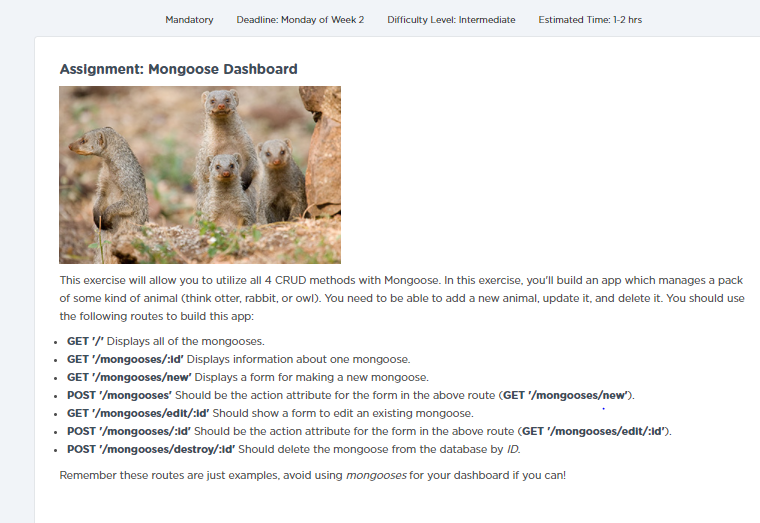 Mandatory Deadline: Monday of Week 2 Difficulty Level: Intermediate Estimated Time: 1-2 hrs
Assignment: Mongoose Dashboard
This exercise will allow you to utilize all 4 CRUD methods with Mongoose. In this exercise, you'll build an app which manages a pack
of some kind of animal (think otter, rabbit, or owl). You need to be able to add a new animal, update it, and delete it. You should use
the following routes to build this app:
• GET '/' Displays all of the mongooses.
• GET '/mongooses/:id' Displays information about one mongoose.
• GET '/mongooses/new' Displays a form for making a new mongoose.
• POST '/mongooses' Should be the action attribute for the form in the above route (GET '/mongooses/new').
• GET '/mongooses/edit/:id' Should show a form to edit an existing mongoose.
• POST '/mongooses/:id' Should be the action attribute for the form in the above route (GET '/mongooses/edit/:id').
• POST '/mongooses/destroy/:id' Should delete the mongoose from the database by ID.
Remember these routes are just examples, avoid using mongooses for your dashboard if you can!